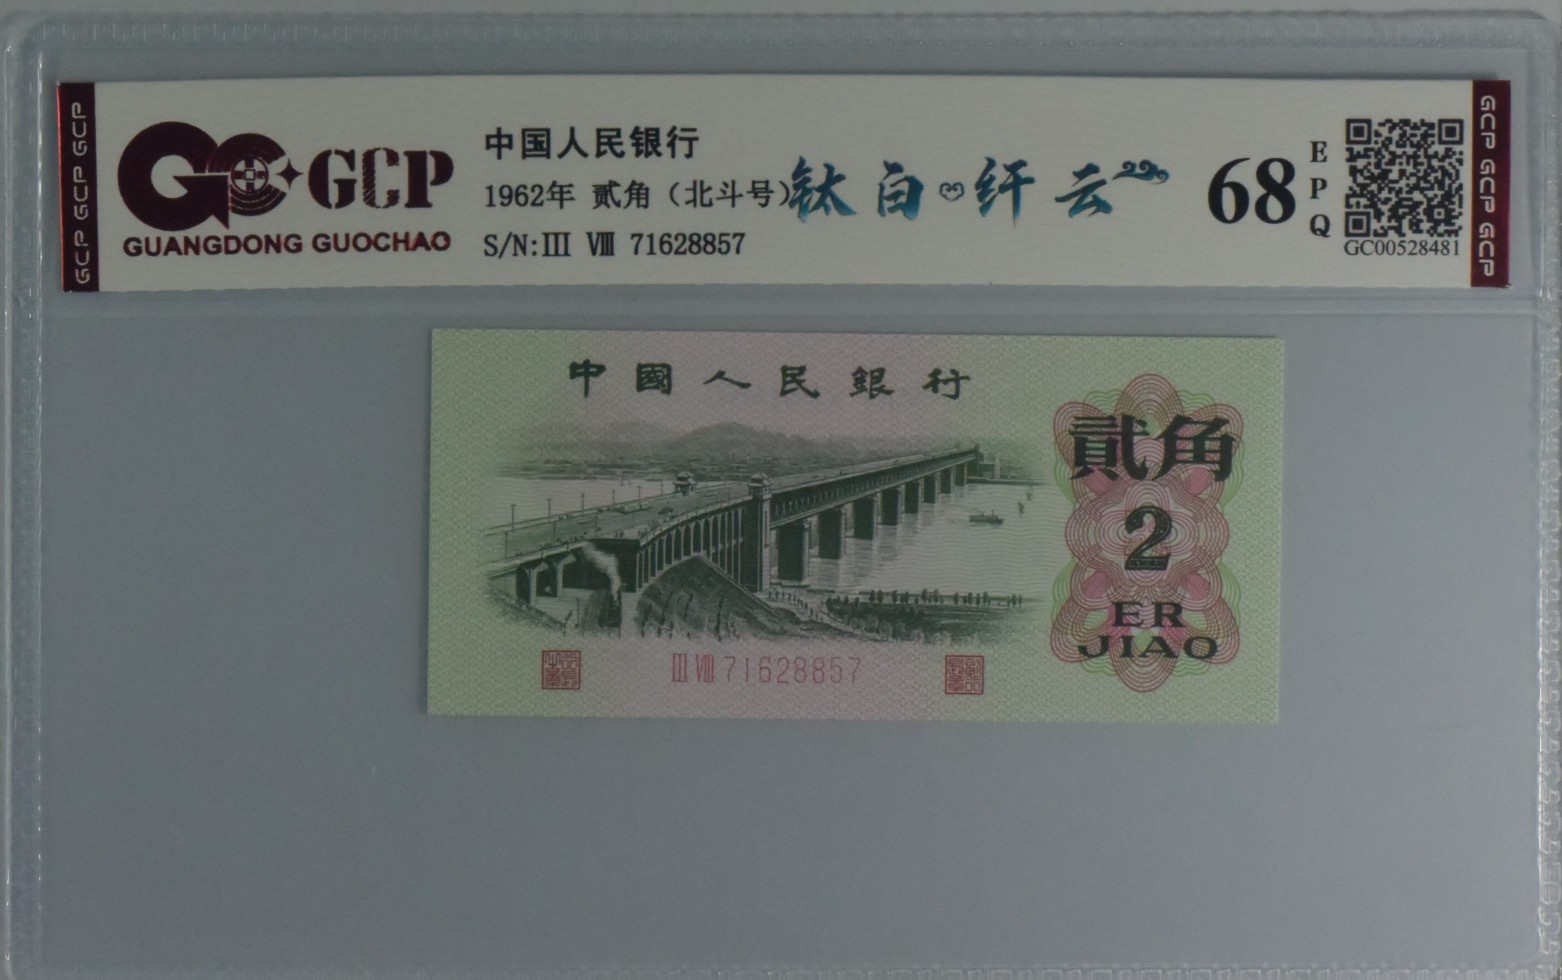 GCP GCP GCP
GCP
GUANGDONG GUOCHAO
中国人民银行
1962年 贰角（北斗号）
S/N:III VIII 71628857
钛白 纤云
68
EPQ
GC00528481
GCP GCP GCP
中國人民銀行
貳角
2
ER
JIAO
III VIII 71628857